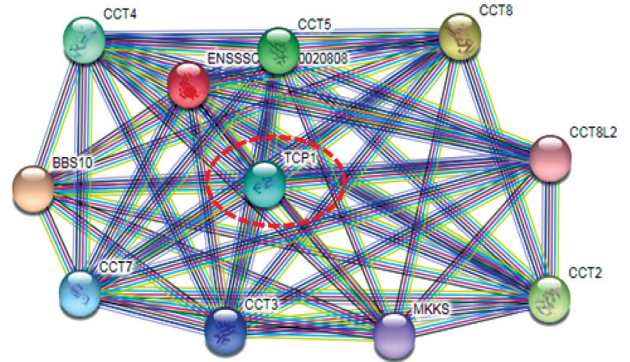 CCT4
CCT5
CCT8
ENSSSC 0020808
CCT8L2
TCP1
BBS10
CCT7
CCT2
CCT3
MKKS